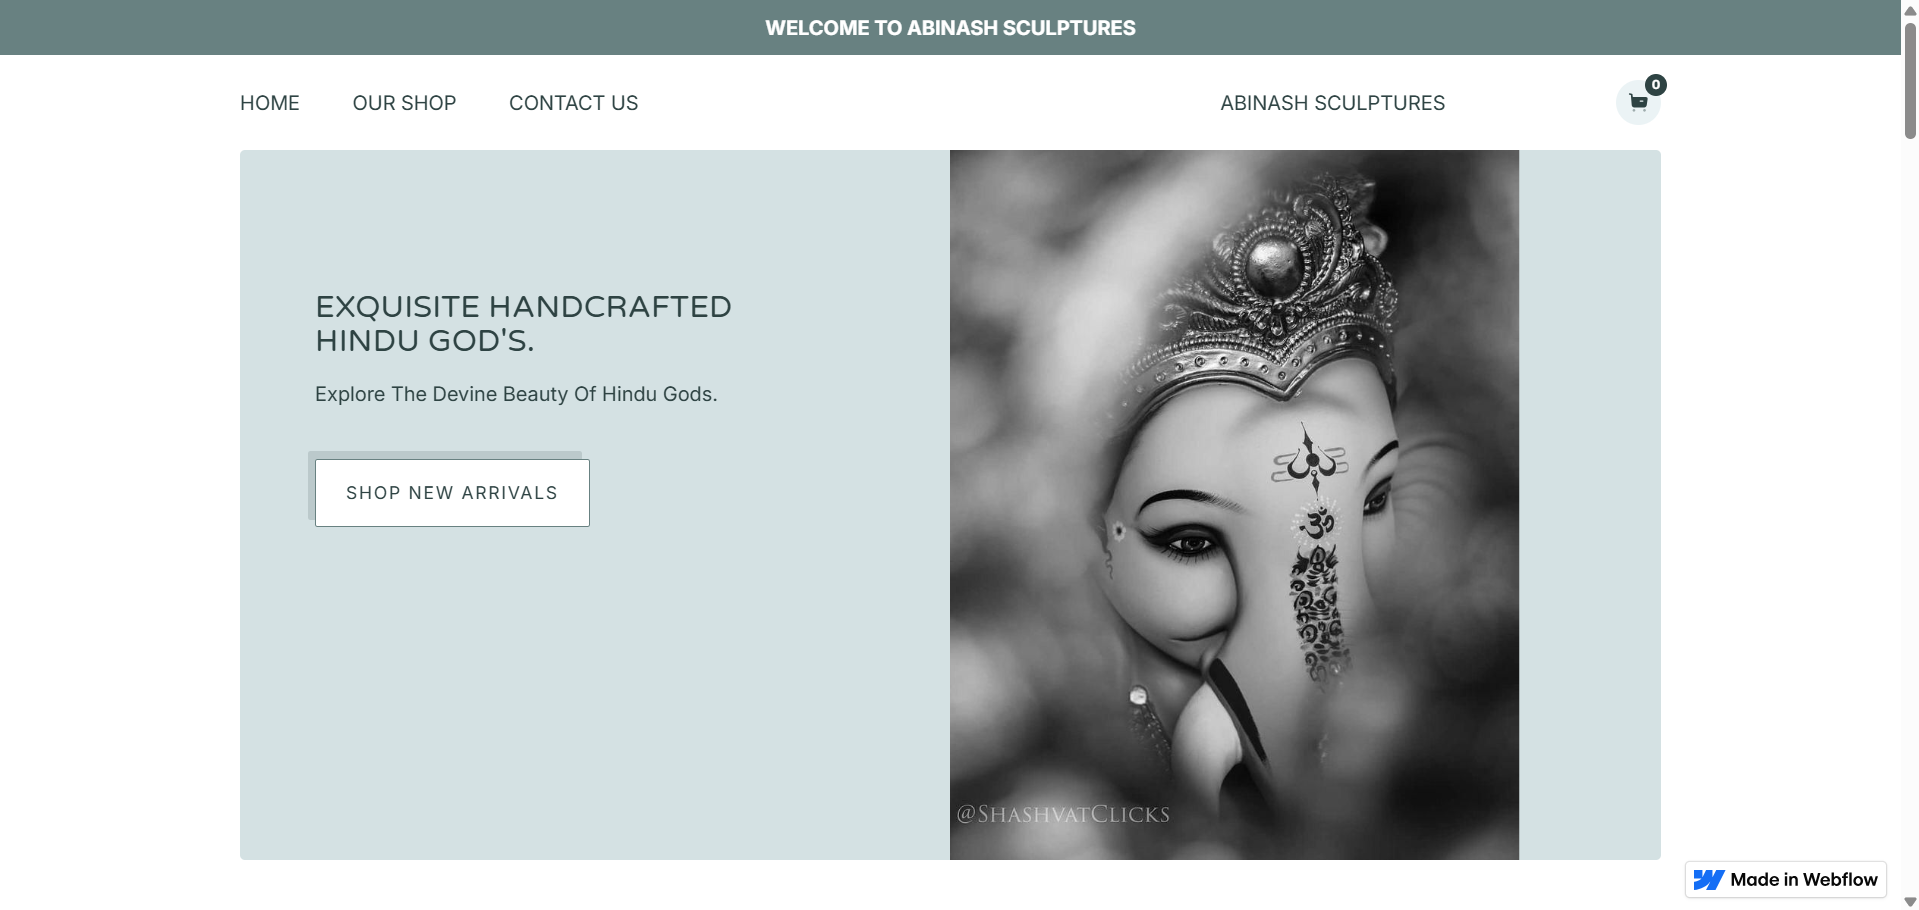 WELCOME TO ABINASH SCULPTURES
HOME
OUR SHOP
CONTACT US
ABINASH SCULPTURES
0
EXQUISITE HANDCRAFTED
HINDU GOD'S.
Explore The Devine Beauty Of Hindu Gods.
SHOP NEW ARRIVALS
ॐ
@SHASHVATCLICKS
Made in Webflow